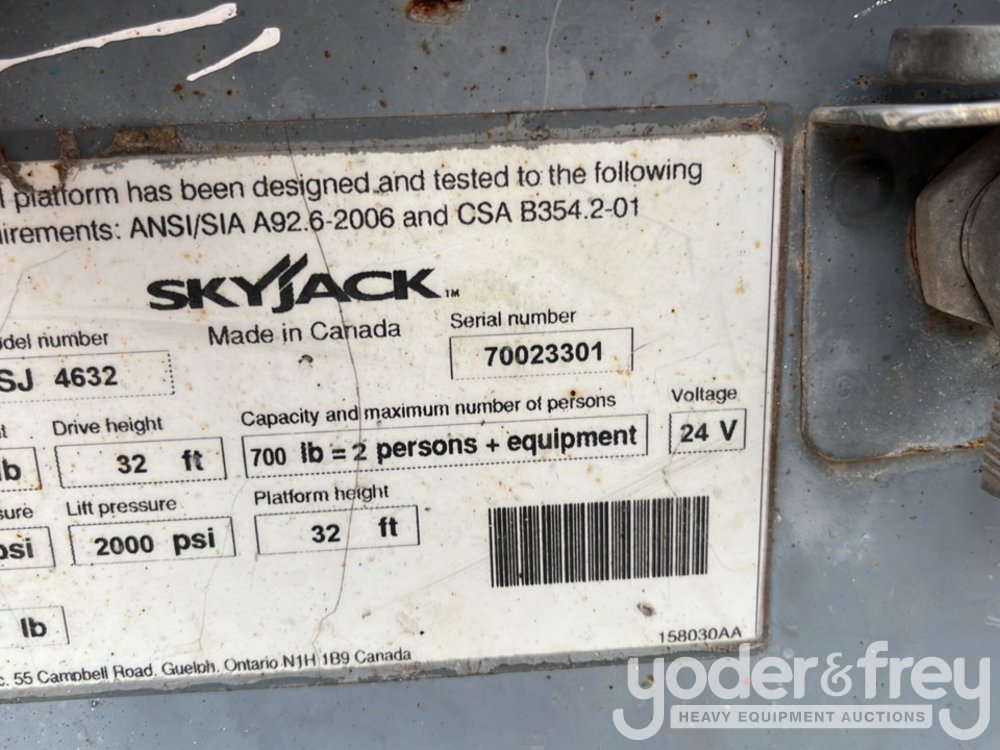 platform has been designed and tested to the following
irements: ANSI/SIA A92.6-2006 and CSA B354.2-01
SKYJACK™
Made in Canada
Serial number
70023301
del number
SJ 4632
Drive height
32 ft
Capacity and maximum number of persons
700 lb = 2 persons + equipment
Voltage
24 V
lb
sure
psi
Lift pressure
2000 psi
Platform height
32 ft
lb
158030AA
c. 55 Campbell Road. Guelph. Ontario N1H 1B9 Canada
yoder&frey
HEAVY EQUIPMENT AUCTIONS